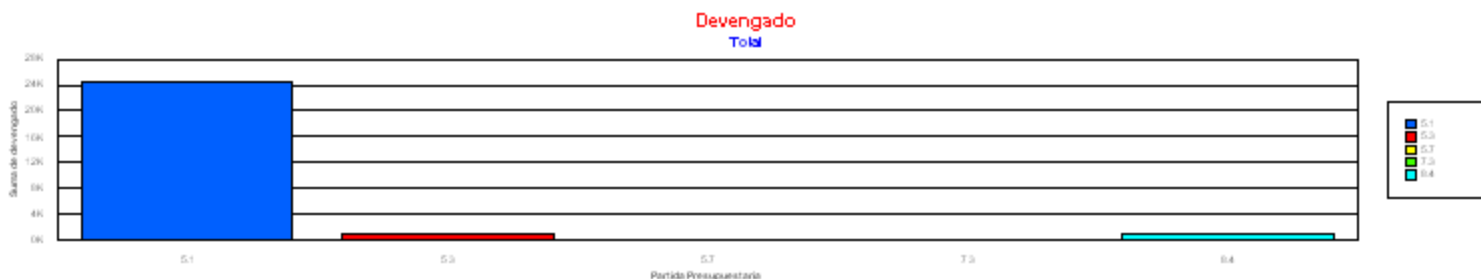 Devengado
Total
28K
24K
20K
16K
12K
8K
4K
0K
Suma de devengado
5.1
5.3
5.7
7.3
8.4
Partida Presupuestaria
5.1
5.3
5.7
7.3
8.4